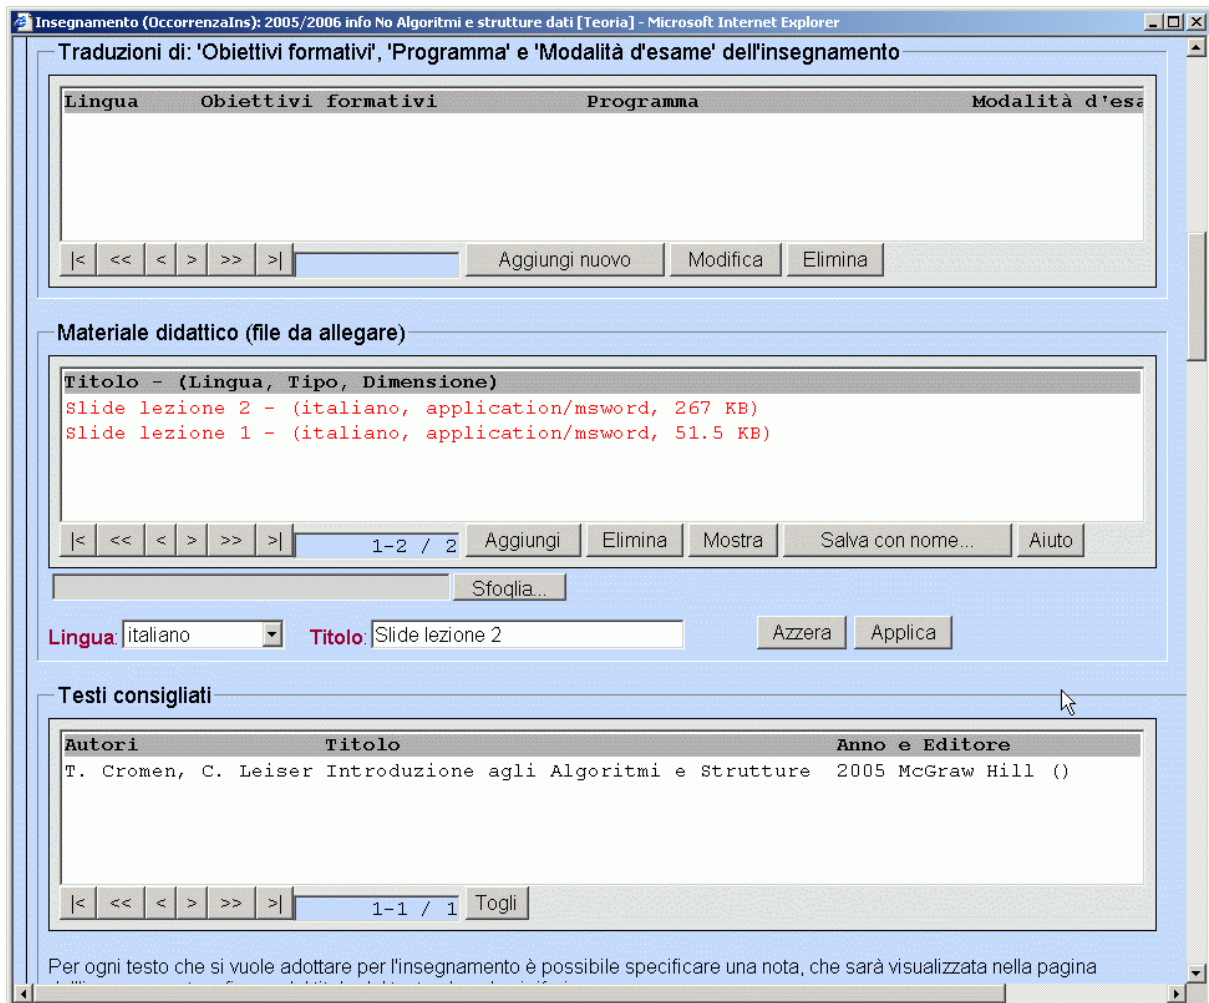 Insegnamento (OccorrenzaIns): 2005/2006 info No Algoritmi e strutture dati [Teoria] - Microsoft Internet Explorer
Traduzioni di: 'Obiettivi formativi', 'Programma' e 'Modalità d'esame' dell'insegnamento
Lingua Obiettivi formativi Programma Modalità d'esa
|< << < > >> >| Aggiungi nuovo Modifica Elimina
Materiale didattico (file da allegare)
Titolo - (Lingua, Tipo, Dimensione)
Slide lezione 2 - (italiano, application/msword, 267 KB)
Slide lezione 1 - (italiano, application/msword, 51.5 KB)
|< << < > >> >| 1-2 / 2 Aggiungi Elimina Mostra Salva con nome... Aiuto
Sfoglia...
Lingua: italiano Titolo: Slide lezione 2 Azzera Applica
Testi consigliati
Autori Titolo Anno e Editore
T. Cromen, C. Leiser Introduzione agli Algoritmi e Strutture 2005 McGraw Hill ()
|< << < > >> >| 1-1 / 1 Togli
Per ogni testo che si vuole adottare per l'insegnamento è possibile specificare una nota, che sarà visualizzata nella pagina